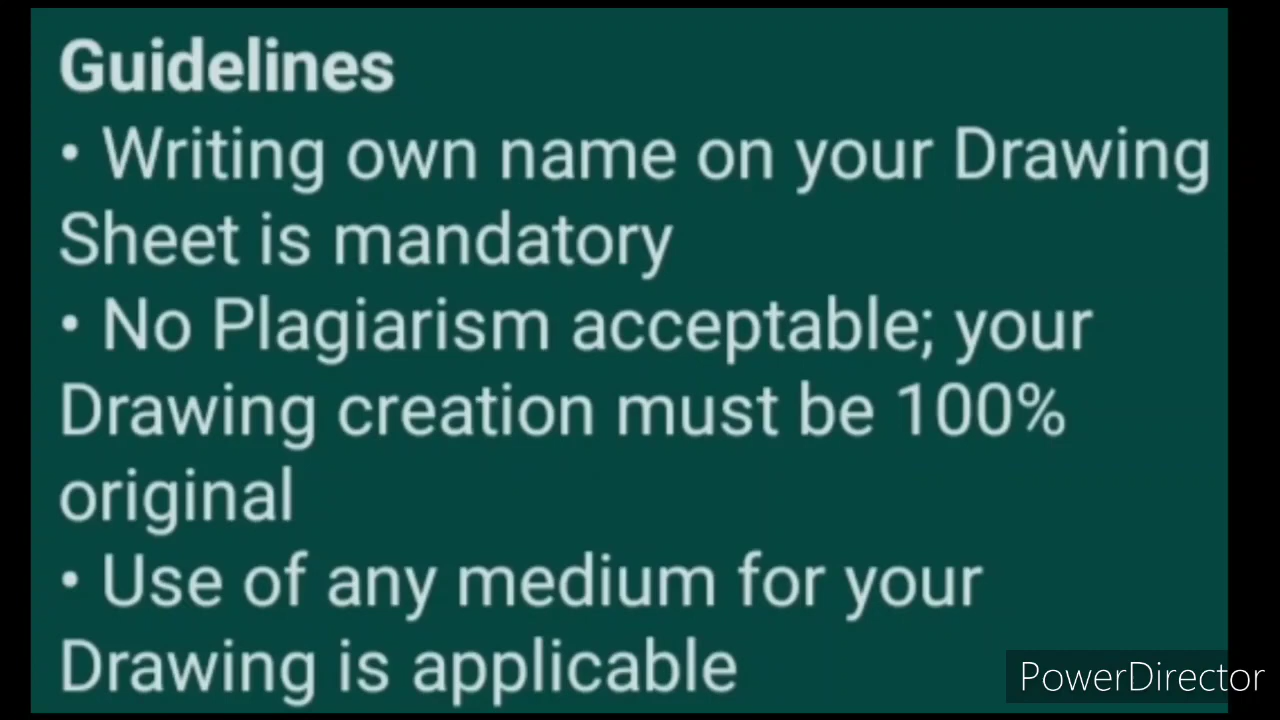 Guidelines
• Writing own name on your Drawing
Sheet is mandatory
• No Plagiarism acceptable; your
Drawing creation must be 100%
original
• Use of any medium for your
Drawing is applicable
PowerDirector